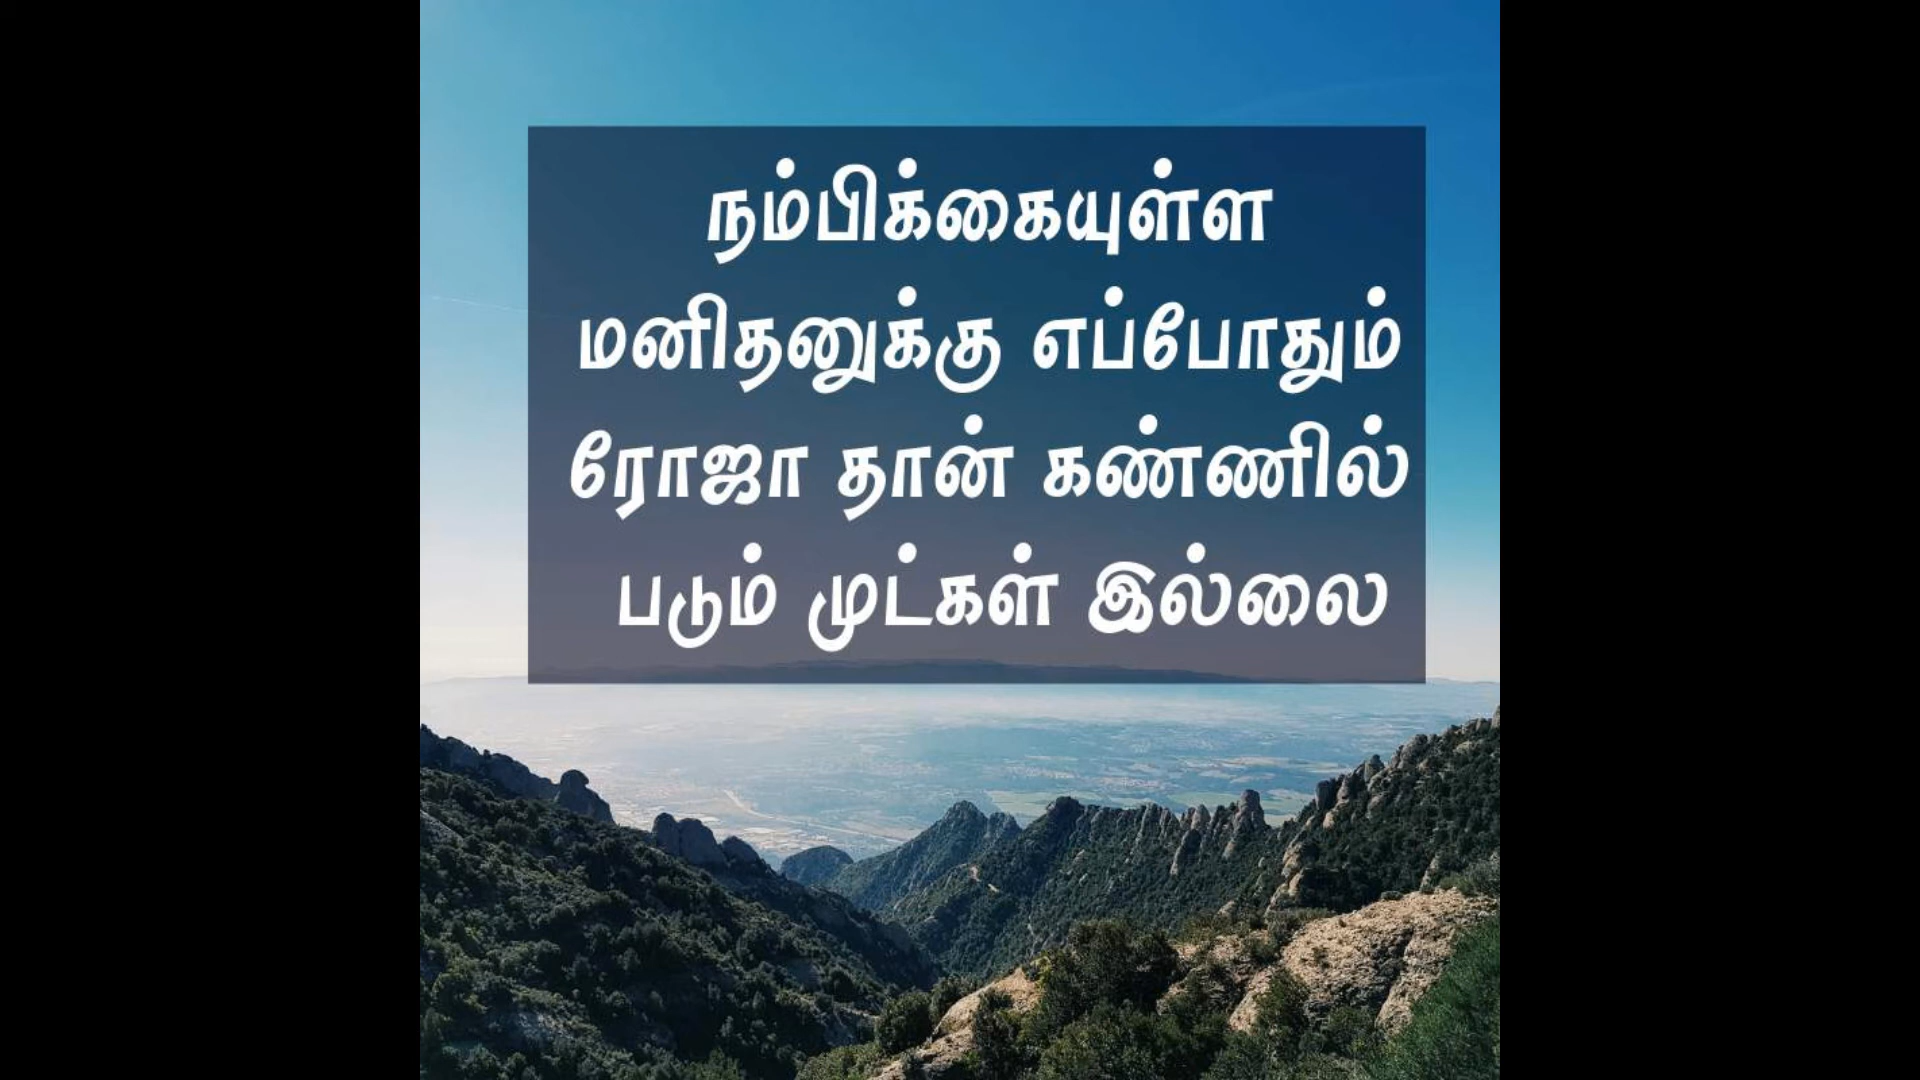 நம்பிக்கையுள்ள
மனிதனுக்கு எப்போதும்
ரோஜா தான் கண்ணில்
படும் முட்கள் இல்லை